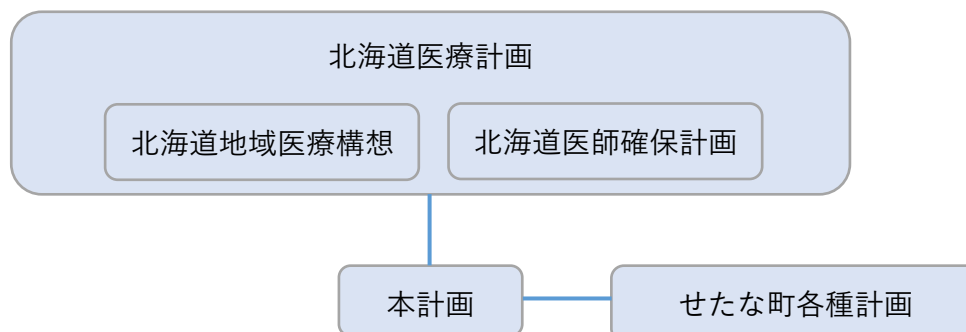 北海道医療計画
北海道地域医療構想
北海道医師確保計画
本計画
せたな町各種計画